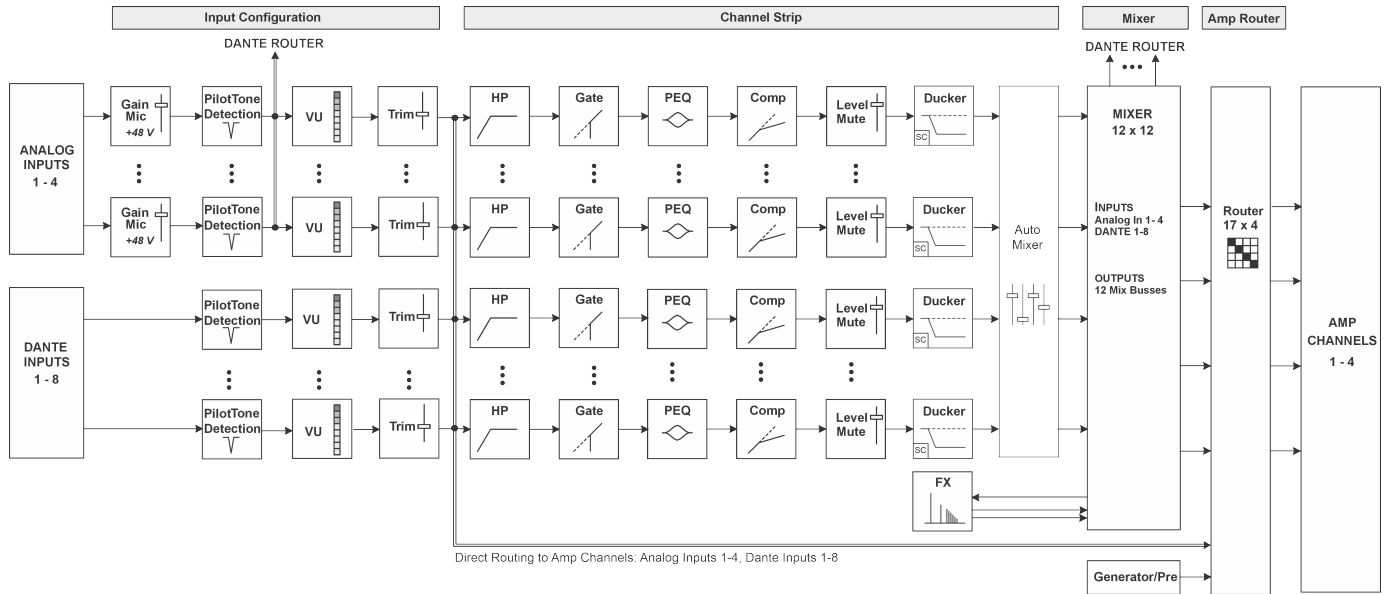 Input Configuration
Channel Strip
Mixer
Amp Router
DANTE ROUTER
DANTE ROUTER
ANALOG
INPUTS
1 - 4
Gain
Mic
+48 V
PilotTone
Detection
VU
Trim
HP
Gate
PEQ
Comp
Level
Mute
Ducker
SC
MIXER
12 x 12
Gain
Mic
+48 V
PilotTone
Detection
VU
Trim
HP
Gate
PEQ
Comp
Level
Mute
Ducker
SC
Auto
Mixer
INPUTS
Analog In 1- 4
DANTE 1-8
OUTPUTS
12 Mix Busses
Router
17 x 4
DANTE
INPUTS
1 - 8
PilotTone
Detection
VU
Trim
HP
Gate
PEQ
Comp
Level
Mute
Ducker
SC
AMP
CHANNELS
1 - 4
PilotTone
Detection
VU
Trim
HP
Gate
PEQ
Comp
Level
Mute
Ducker
SC
FX
Direct Routing to Amp Channels: Analog Inputs 1-4, Dante Inputs 1-8
Generator/Pre